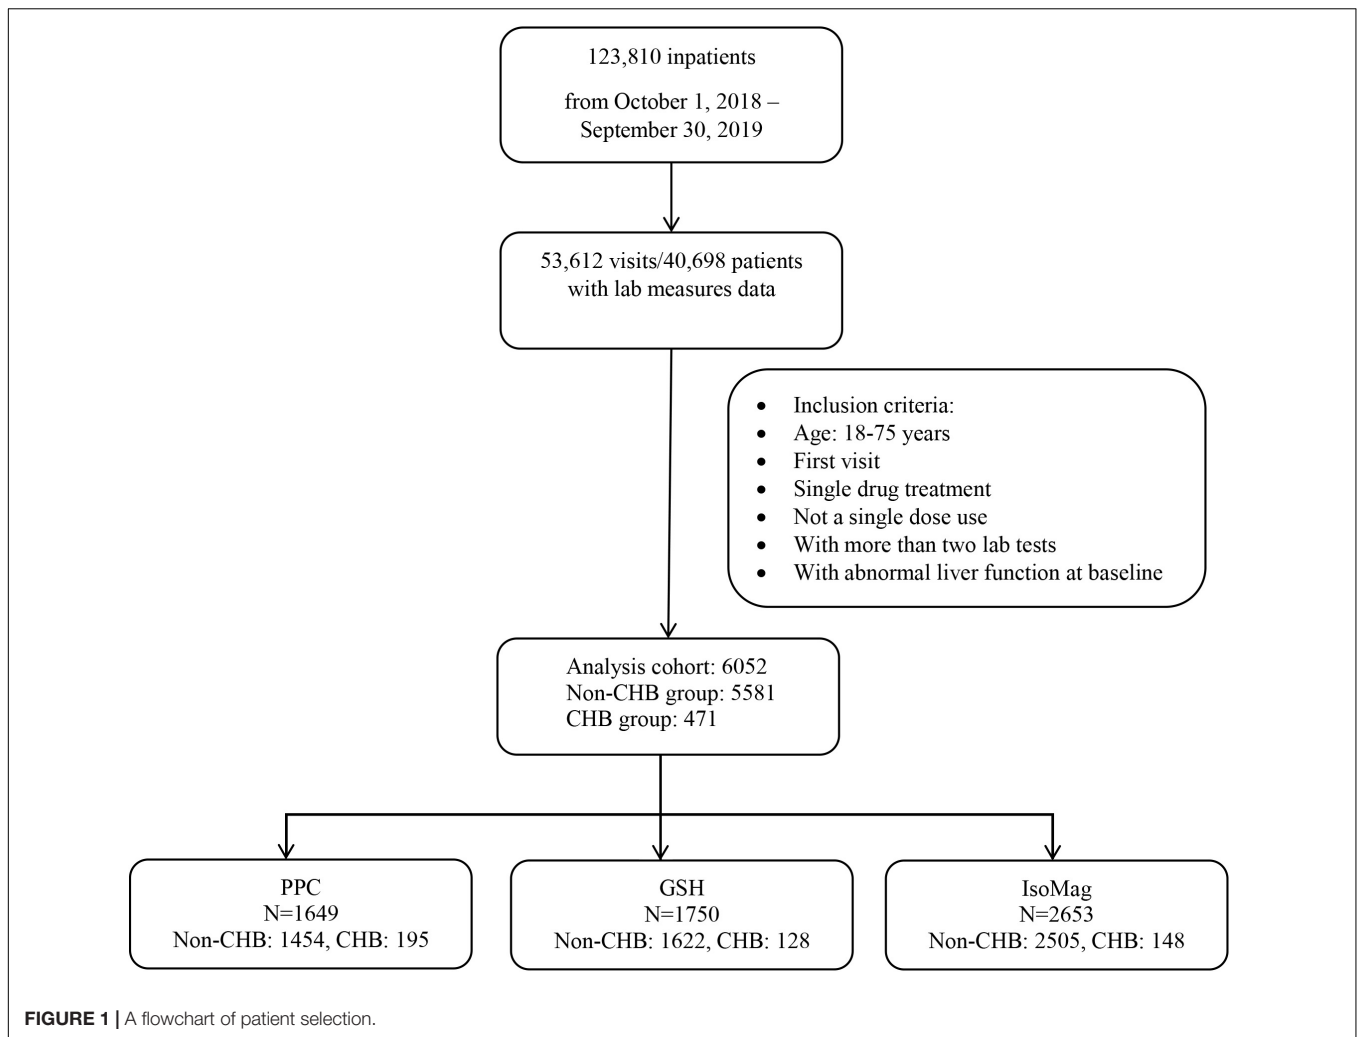 123,810 inpatients
from October 1, 2018 –
September 30, 2019
53,612 visits/40,698 patients
with lab measures data
• Inclusion criteria:
• Age: 18-75 years
• First visit
• Single drug treatment
• Not a single dose use
• With more than two lab tests
• With abnormal liver function at baseline
Analysis cohort: 6052
Non-CHB group: 5581
CHB group: 471
PPC
N=1649
Non-CHB: 1454, CHB: 195
GSH
N=1750
Non-CHB: 1622, CHB: 128
IsoMag
N=2653
Non-CHB: 2505, CHB: 148
FIGURE 1 | A flowchart of patient selection.